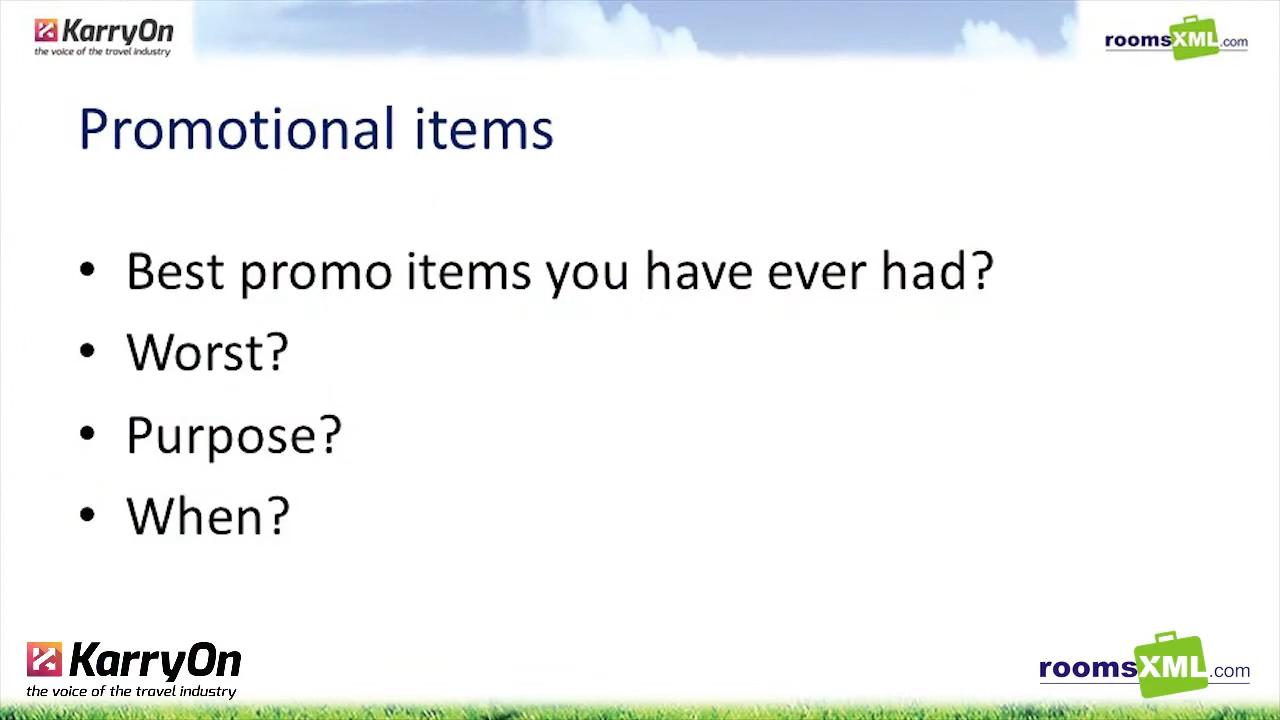 KarryOn
the voice of the travel industry
roomsXML.com
Promotional items
• Best promo items you have ever had?
• Worst?
• Purpose?
• When?
KarryOn
the voice of the travel industry
roomsXML.com